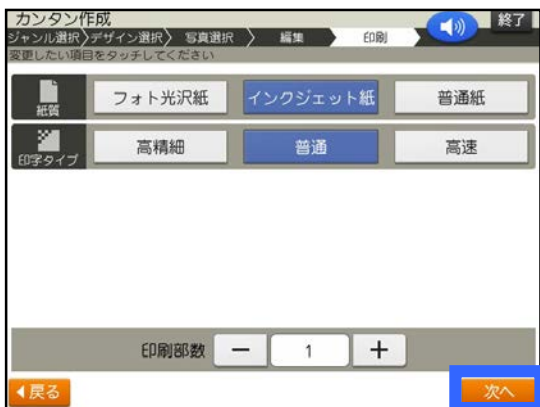 カンタン作成
終了
ジャンル選択〉デザイン選択〉 写真選択 〉 編集 印刷
変更したい項目をタッチしてください
紙質 フォト光沢紙 インクジェット紙 普通紙
印字タイプ 高精細 普通 高速
印刷部数 − 1 +
戻る 次へ